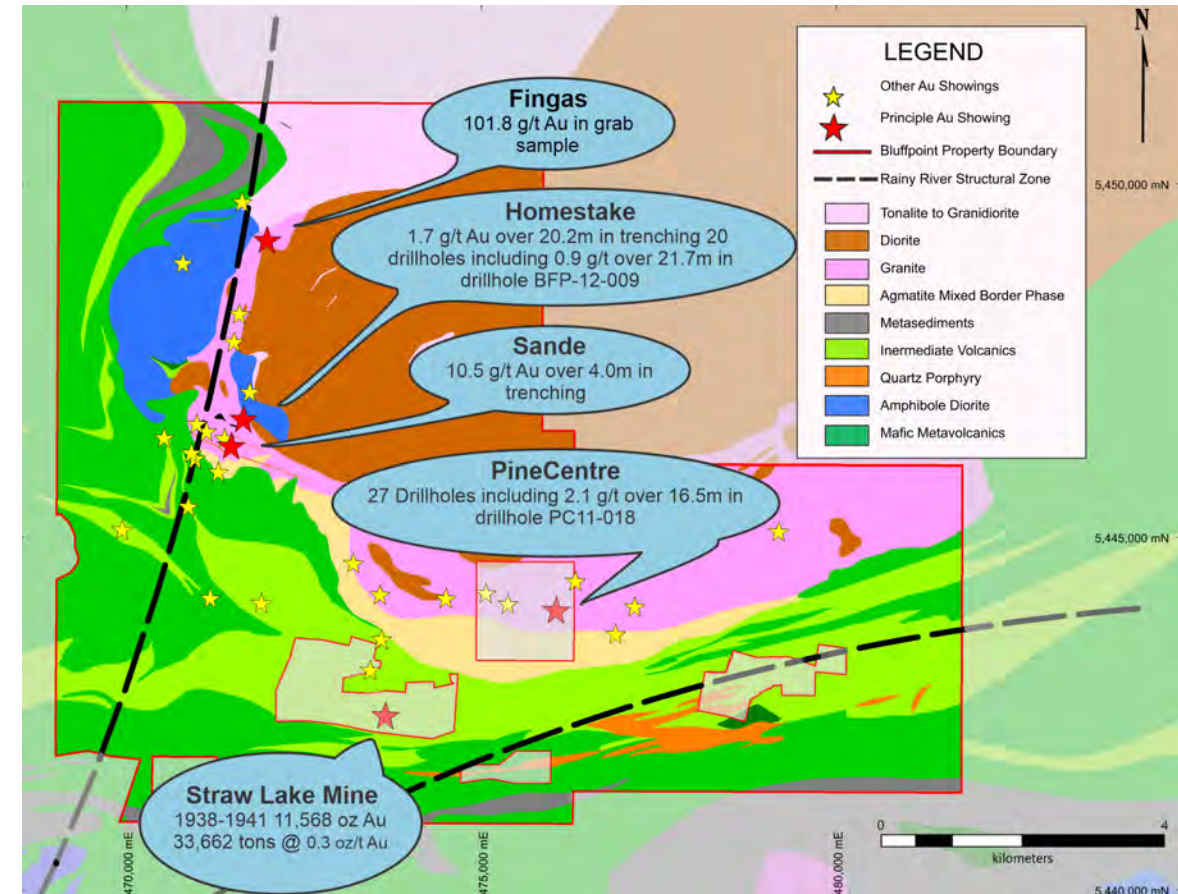 N
LEGEND
Other Au Showings
Principle Au Showing
Bluffpoint Property Boundary
Rainy River Structural Zone
Tonalite to Granidiorite
Diorite
Granite
Agmatite Mixed Border Phase
Metasediments
Inermediate Volcanics
Quartz Porphyry
Amphibole Diorite
Mafic Metavolcanics
Fingas
101.8 g/t Au in grab
sample
Homestake
1.7 g/t Au over 20.2m in trenching 20
drillholes including 0.9 g/t over 21.7m in
drillhole BFP-12-009
Sande
10.5 g/t Au over 4.0m in
trenching
PineCentre
27 Drillholes including 2.1 g/t over 16.5m in
drillhole PC11-018
Straw Lake Mine
1938-1941 11,568 oz Au
33,662 tons @ 0.3 oz/t Au
5,450,000 mN
5,445,000 mN
5,440,000 mN
470,000 mE
475,000 mE
480,000 mE
0 4
kilometers